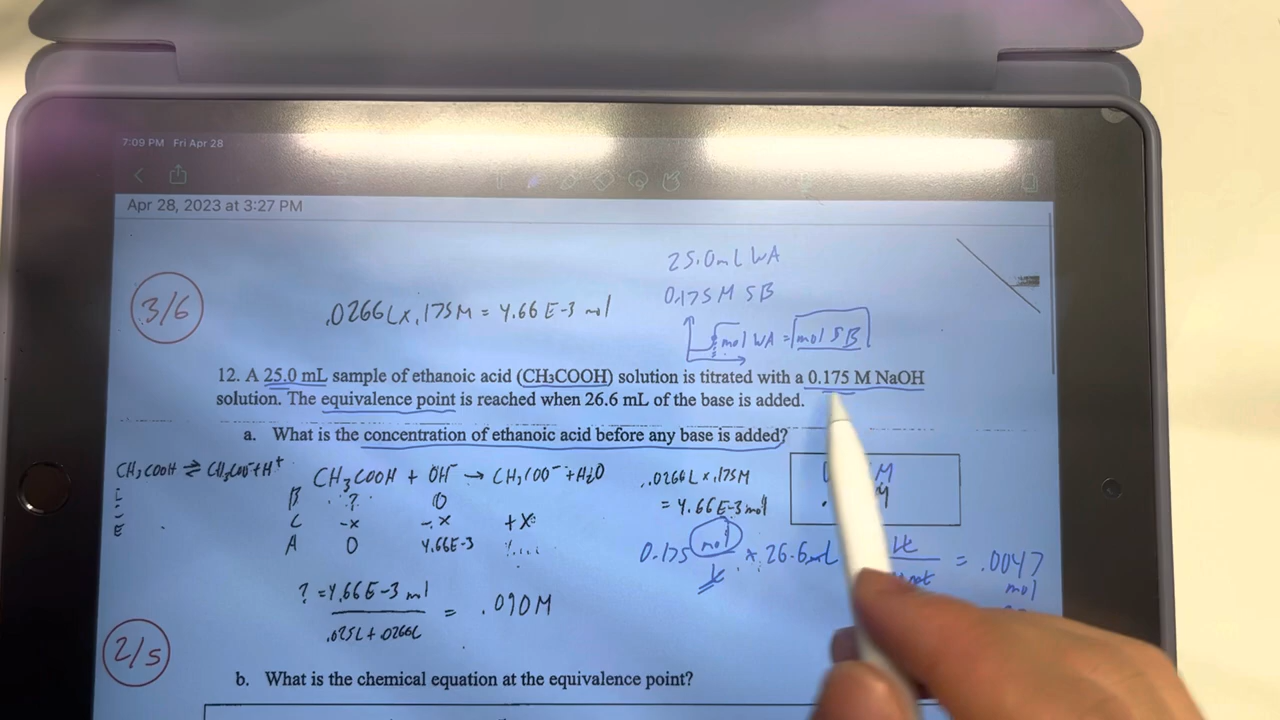 7:09 PM Fri Apr 28
Apr 28, 2023 at 3:27 PM
25.0mL WA
0.175M SB
3/6
.0266L x .175M = 4.66 E-3 mol
mol WA = mol SB
12. A 25.0 mL sample of ethanoic acid (CH₃COOH) solution is titrated with a 0.175 M NaOH
solution. The equivalence point is reached when 26.6 mL of the base is added.
a. What is the concentration of ethanoic acid before any base is added?
CH₃COOH ⇌ CH₃COO⁻ + H⁺
CH₃COOH + OH⁻ → CH₃COO⁻ + H₂O
.0266L x .175M
= 4.66E-3 mol
M
B ? 0
C -x -x +x
A 0 4.66E-3
0.175 mol x 26.6mL = .0047
L
mol
? = 4.66E-3 mol
.025L + .0266L
= .090M
2/5
b. What is the chemical equation at the equivalence point?